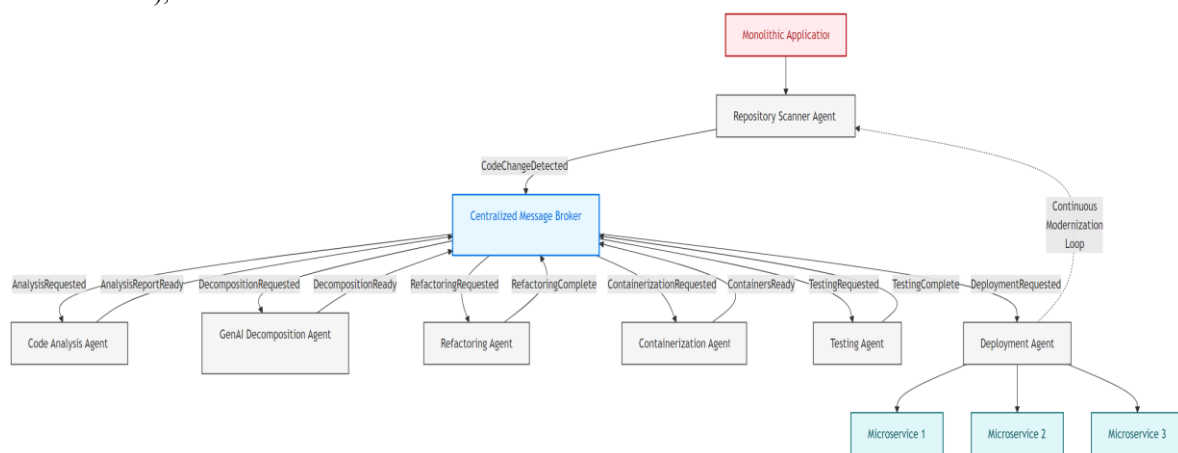 ),
Monolithic Application
Repository Scanner Agent
CodeChangeDetected
Centralized Message Broker
Continuous
Modernization
Loop
AnalysisRequested
AnalysisReportReady
DecompositionRequested
DecompositionReady
RefactoringRequested
RefactoringComplete
ContainerizationRequested
ContainersReady
TestingRequested
TestingComplete
DeploymentRequested
Code Analysis Agent
GenAI Decomposition Agent
Refactoring Agent
Containerization Agent
Testing Agent
Deployment Agent
Microservice 1
Microservice 2
Microservice 3